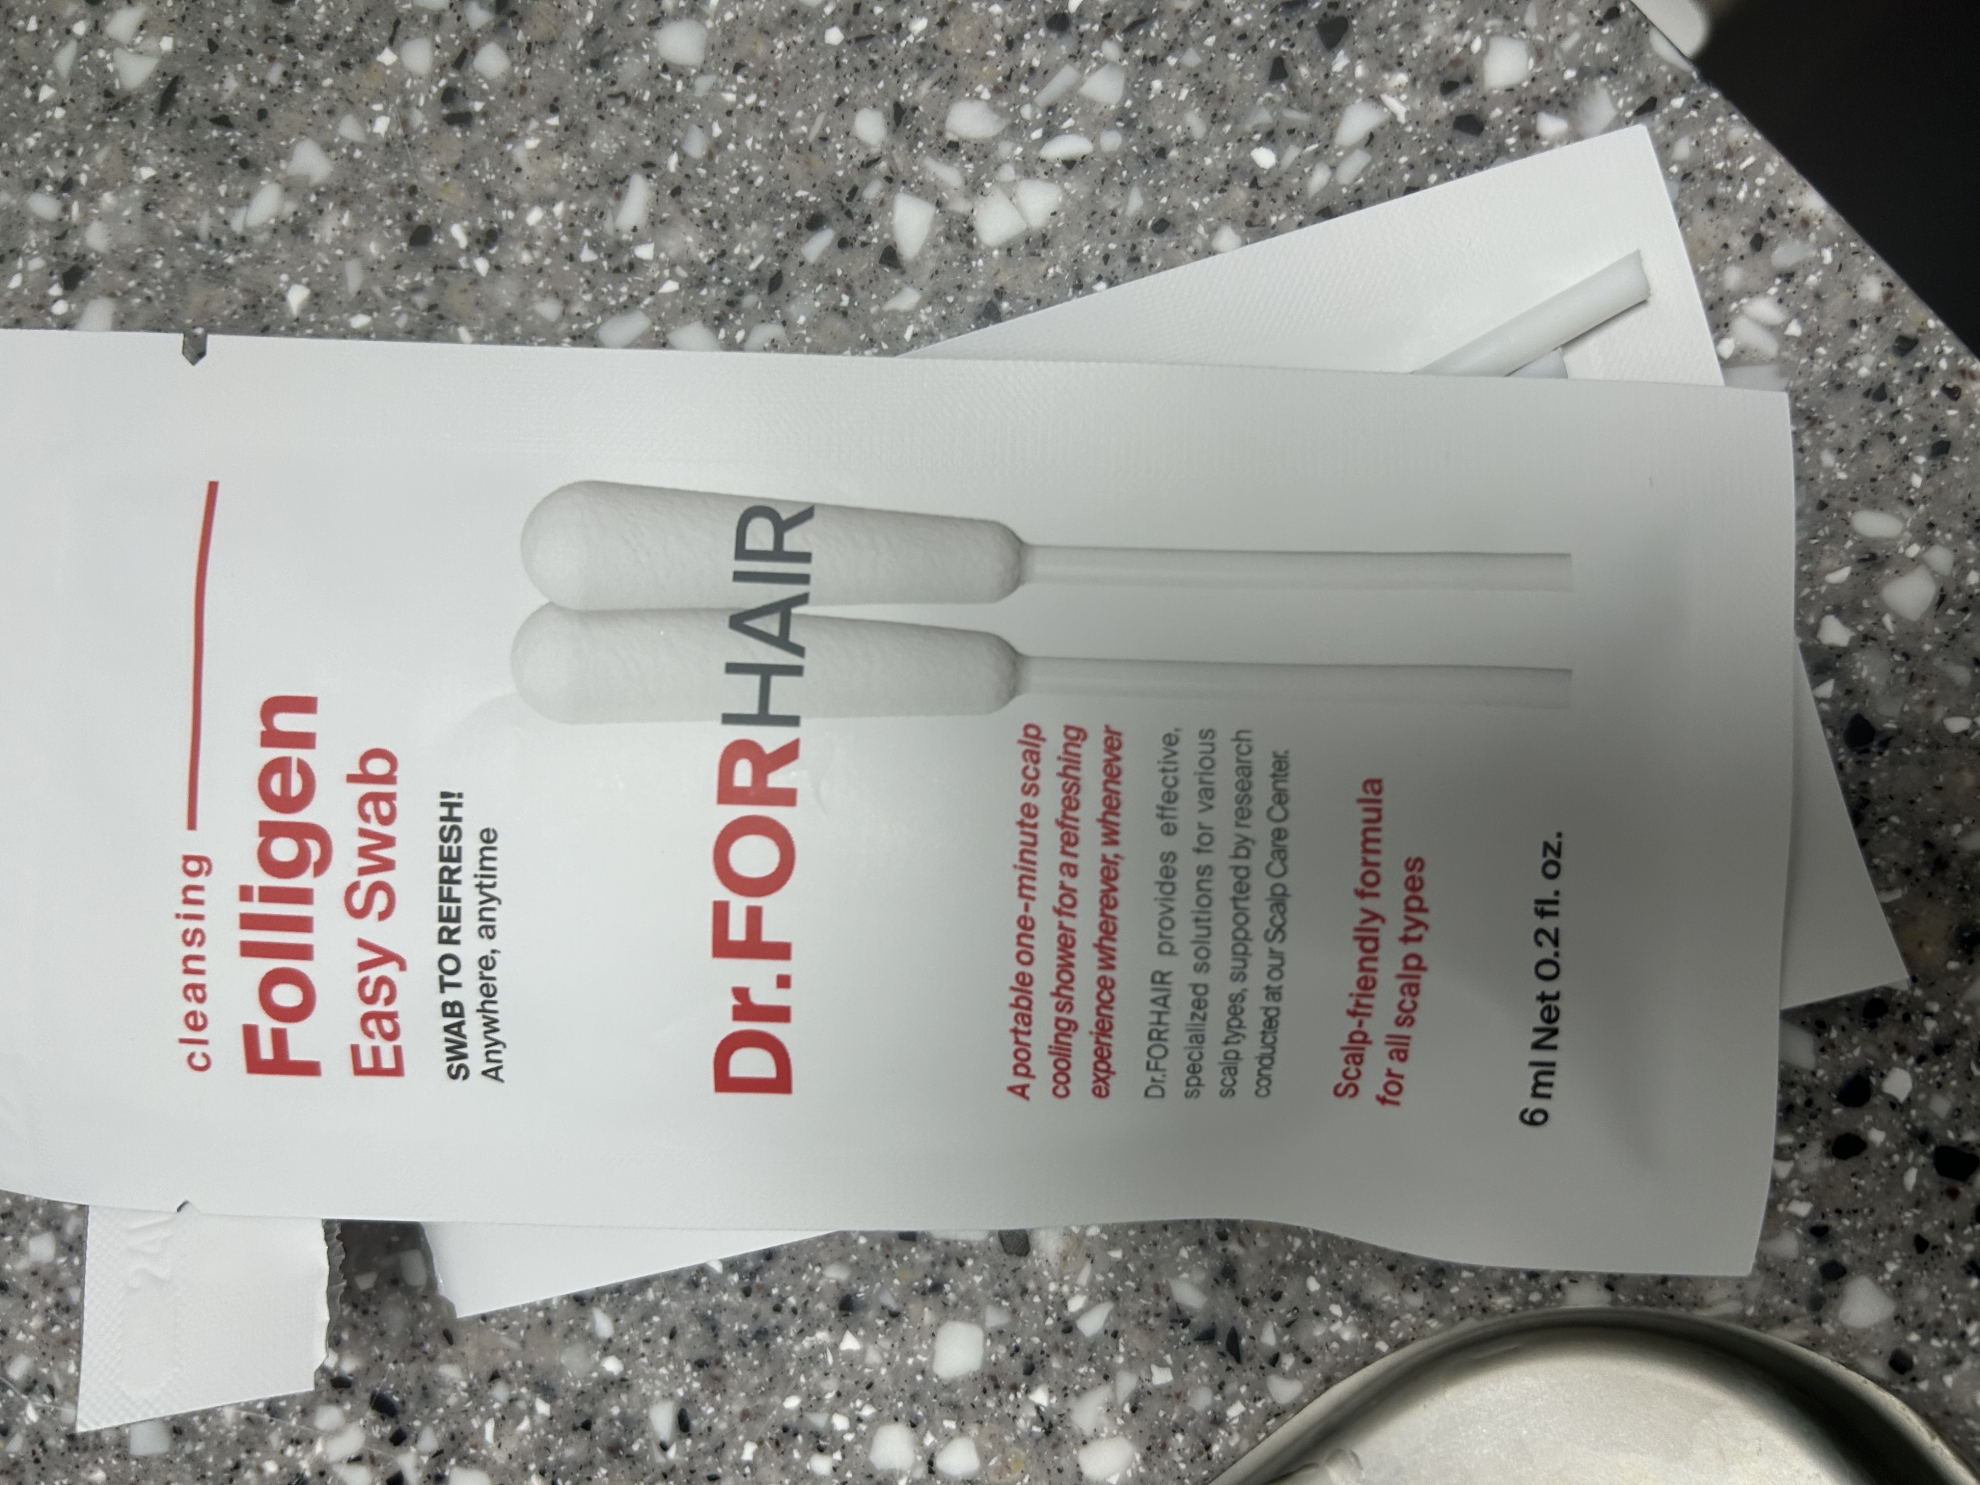 cleansing
Folligen
Easy Swab
SWAB TO REFRESH!
Anywhere, anytime
Dr.FORHAIR
A portable one-minute scalp
cooling shower for a refreshing
experience wherever, whenever
Dr.FORHAIR provides effective,
specialized solutions for various
scalp types, supported by research
conducted at our Scalp Care Center.
Scalp-friendly formula
for all scalp types
6 ml Net 0.2 fl. oz.